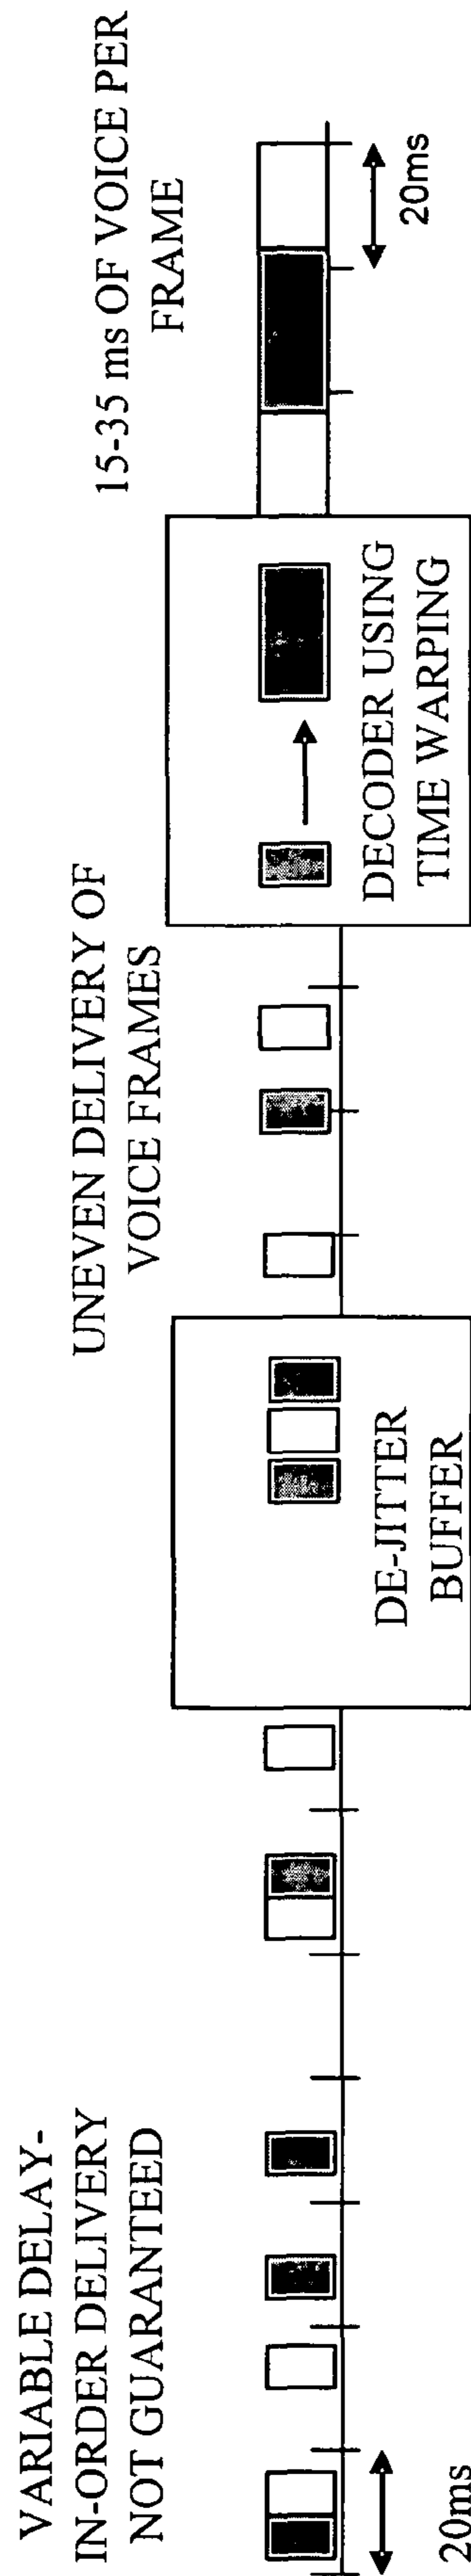 VARIABLE DELAY-
IN-ORDER DELIVERY
NOT GUARANTEED
20ms
DE-JITTER
BUFFER
UNEVEN DELIVERY OF
VOICE FRAMES
DECODER USING
TIME WARPING
15-35 ms OF VOICE PER
FRAME
20ms